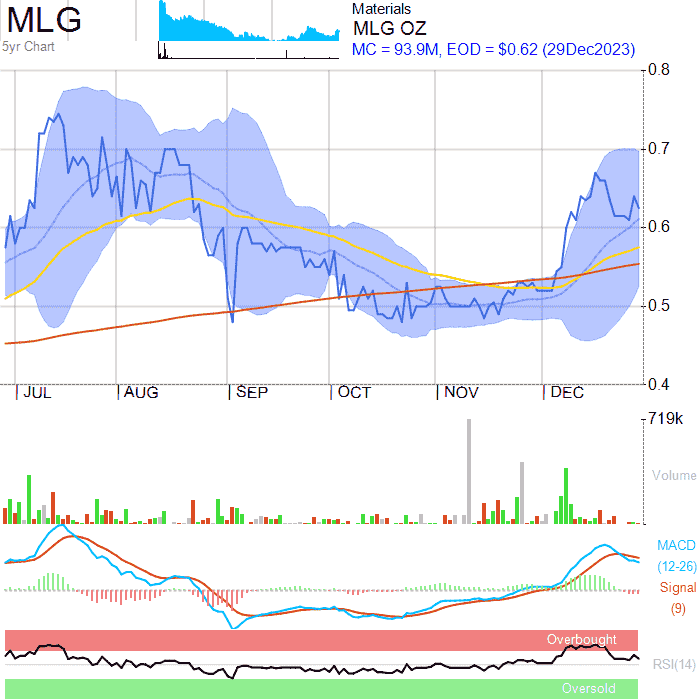 MLG
5yr Chart
Materials
MLG OZ
MC = 93.9M, EOD = $0.62 (29Dec2023)
0.8
0.7
0.6
0.5
0.4
JUL AUG SEP OCT NOV DEC
719k
Volume
MACD
(12-26)
Signal
(9)
Overbought
RSI(14)
Oversold